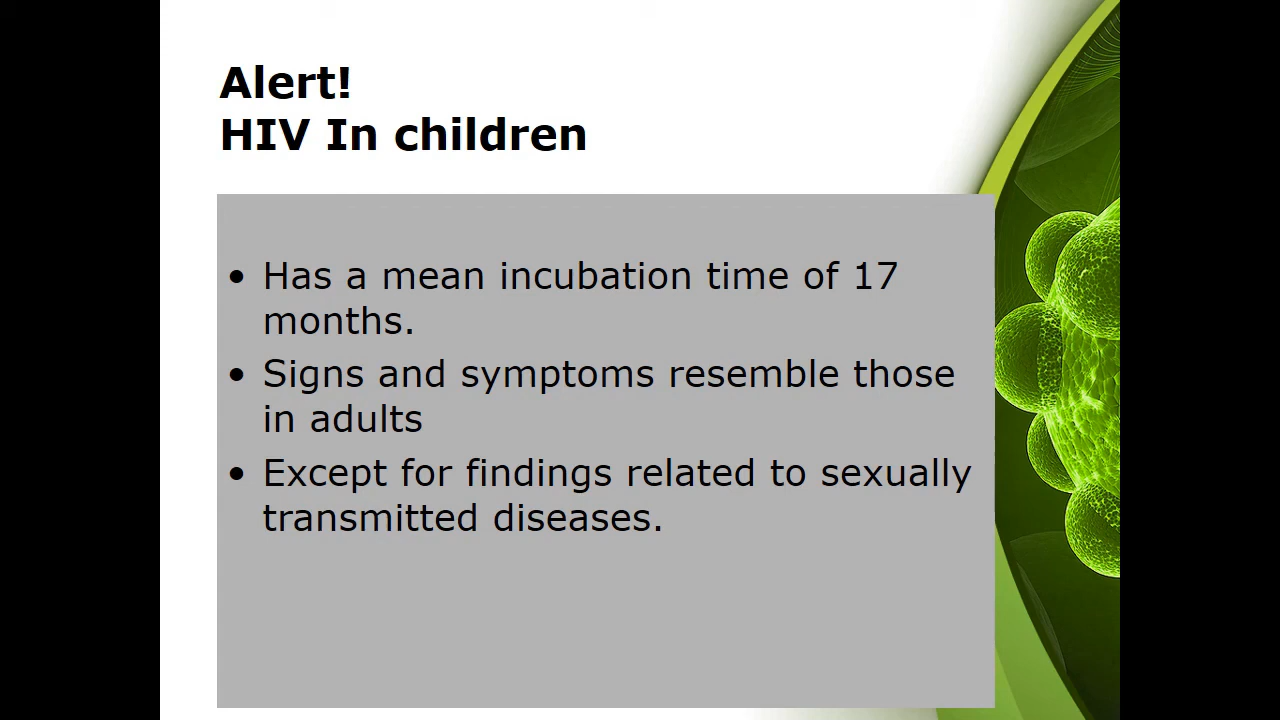 Alert!
HIV In children
• Has a mean incubation time of 17
months.
• Signs and symptoms resemble those
in adults
• Except for findings related to sexually
transmitted diseases.